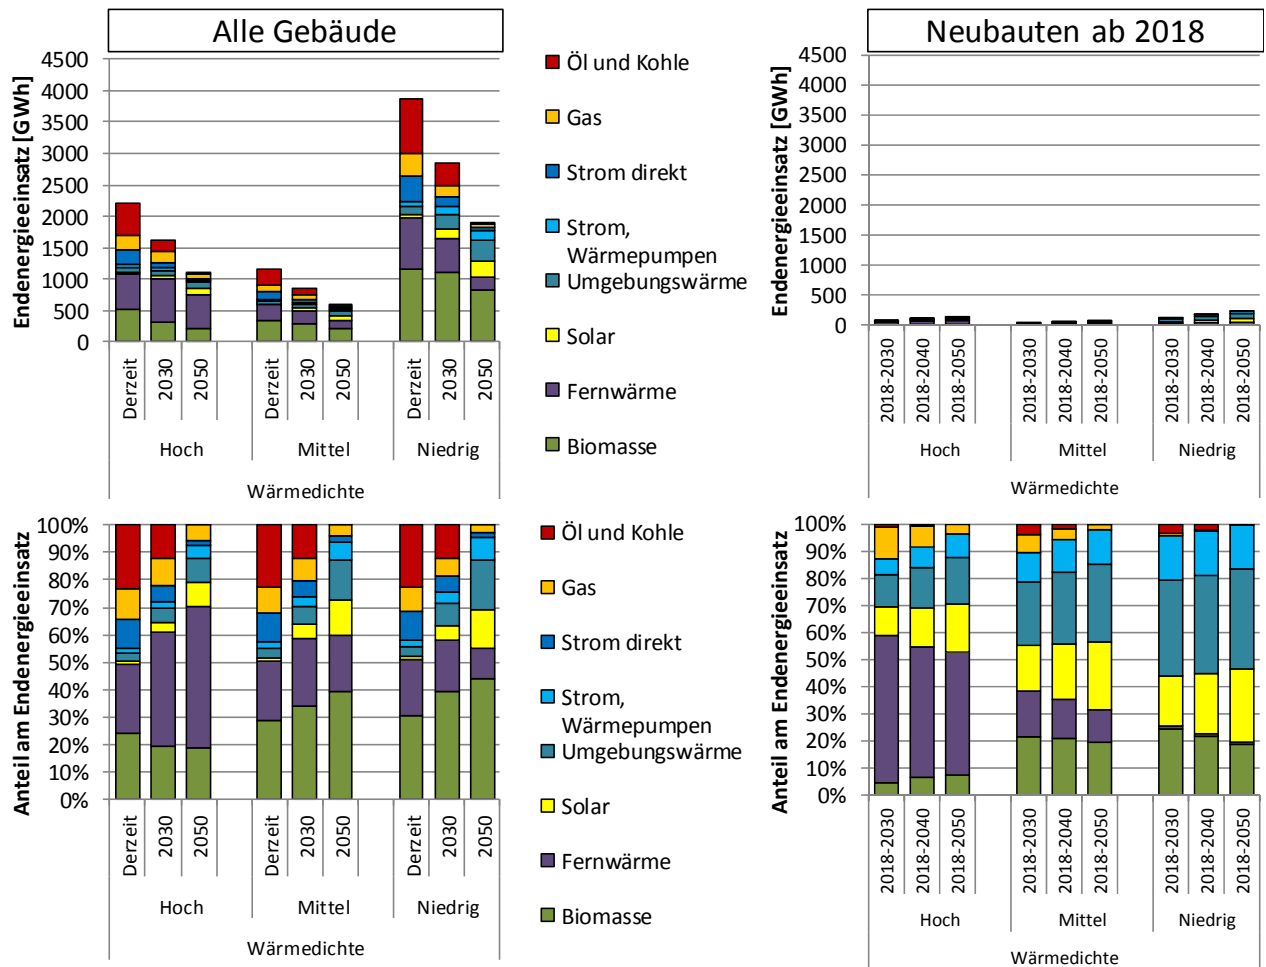 Alle Gebäude
Endenergieeinsatz [GWh]
4500
4000
3500
3000
2500
2000
1500
1000
500
0
Derzeit
2030
2050
Derzeit
2030
2050
Derzeit
2030
2050
Hoch
Mittel
Niedrig
Wärmedichte
Öl und Kohle
Gas
Strom direkt
Strom,
Wärmepumpen
Umgebungswärme
Solar
Fernwärme
Biomasse
Neubauten ab 2018
Endenergieeinsatz [GWh]
4500
4000
3500
3000
2500
2000
1500
1000
500
0
2018-2030
2018-2040
2018-2050
2018-2030
2018-2040
2018-2050
2018-2030
2018-2040
2018-2050
Hoch
Mittel
Niedrig
Wärmedichte
Anteil am Endenergieeinsatz
100%
90%
80%
70%
60%
50%
40%
30%
20%
10%
0%
Derzeit
2030
2050
Derzeit
2030
2050
Derzeit
2030
2050
Hoch
Mittel
Niedrig
Wärmedichte
Öl und Kohle
Gas
Strom direkt
Strom,
Wärmepumpen
Umgebungswärme
Solar
Fernwärme
Biomasse
Anteil am Endenergieeinsatz
100%
90%
80%
70%
60%
50%
40%
30%
20%
10%
0%
2018-2030
2018-2040
2018-2050
2018-2030
2018-2040
2018-2050
2018-2030
2018-2040
2018-2050
Hoch
Mittel
Niedrig
Wärmedichte